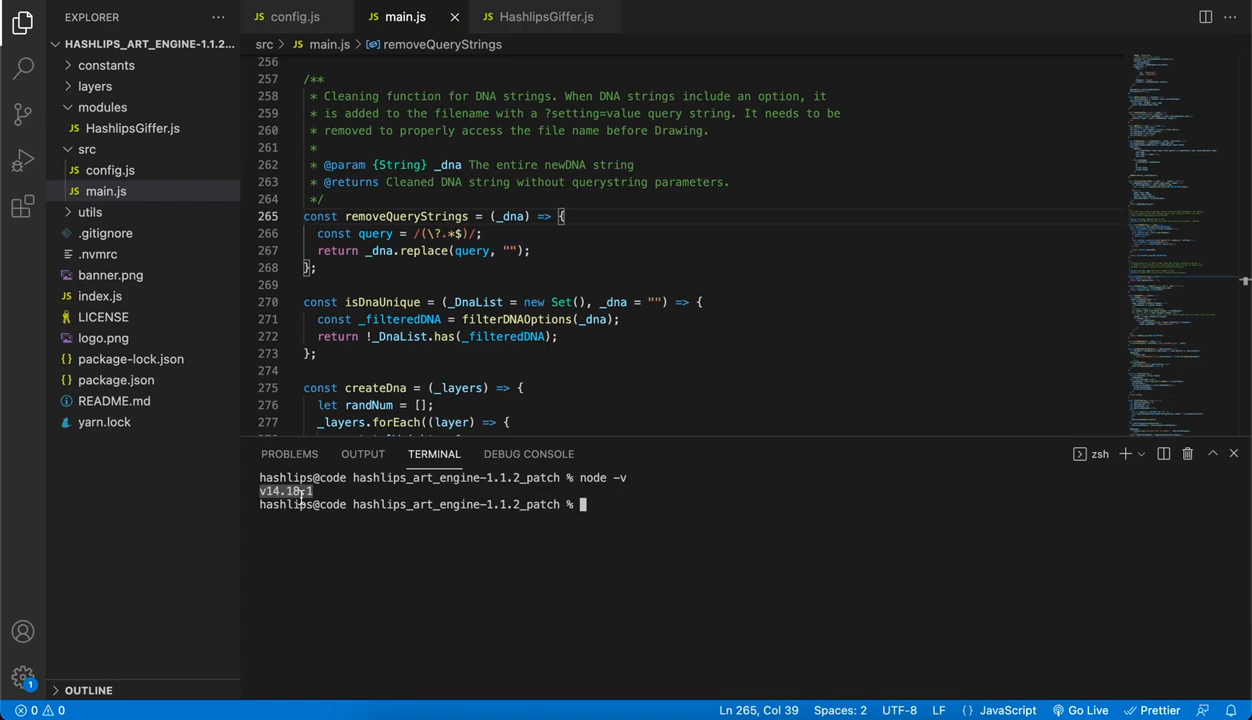 EXPLORER
HASHLIPS_ART_ENGINE-1.1.2...
constants
layers
modules
HashlipsGiffer.js
src
config.js
main.js
utils
.gitignore
.nvmrc
banner.png
index.js
LICENSE
logo.png
package-lock.json
package.json
README.md
yarn.lock
OUTLINE
config.js
main.js
HashlipsGiffer.js
src > main.js > removeQueryStrings
256
257 /**
258 * Cleaning function for DNA strings. When DNA strings include an option, it
259 * is added to the filename with a ?setting=value query string. It needs to be
260 * removed to properly access the file name before Drawing.
261 *
262 * @param {String} _dna The entire newDNA string
263 * @returns Cleaned DNA string without querystring parameters.
264 */
265 const removeQueryStrings = (_dna) => {
266 const query = /(\?.*$)/;
267 return _dna.replace(query, "");
268 };
269
270 const isDnaUnique = (_DnaList = new Set(), _dna = "") => {
271 const _filteredDNA = filterDNAOptions(_dna);
272 return !_DnaList.has(_filteredDNA);
273 };
274
275 const createDna = (_layers) => {
276 let randNum = [];
277 _layers.forEach((layer) => {
PROBLEMS OUTPUT TERMINAL DEBUG CONSOLE
zsh
hashlips@code hashlips_art_engine-1.1.2_patch % node -v
v14.18.1
hashlips@code hashlips_art_engine-1.1.2_patch %
1
0 0
Ln 265, Col 39 Spaces: 2 UTF-8 LF {} JavaScript Go Live Prettier